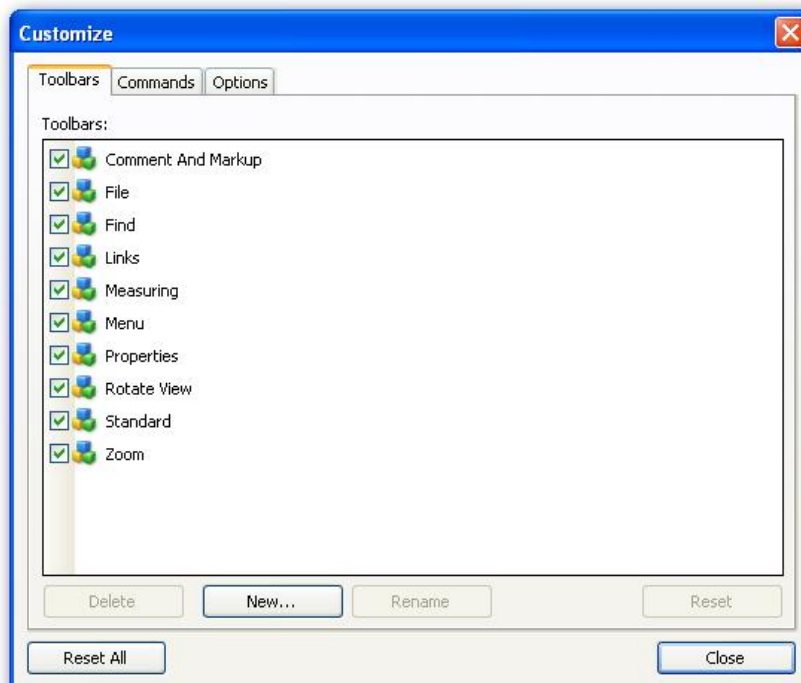 Customize
Toolbars Commands Options
Toolbars:
Comment And Markup
File
Find
Links
Measuring
Menu
Properties
Rotate View
Standard
Zoom
Delete New... Rename Reset
Reset All Close